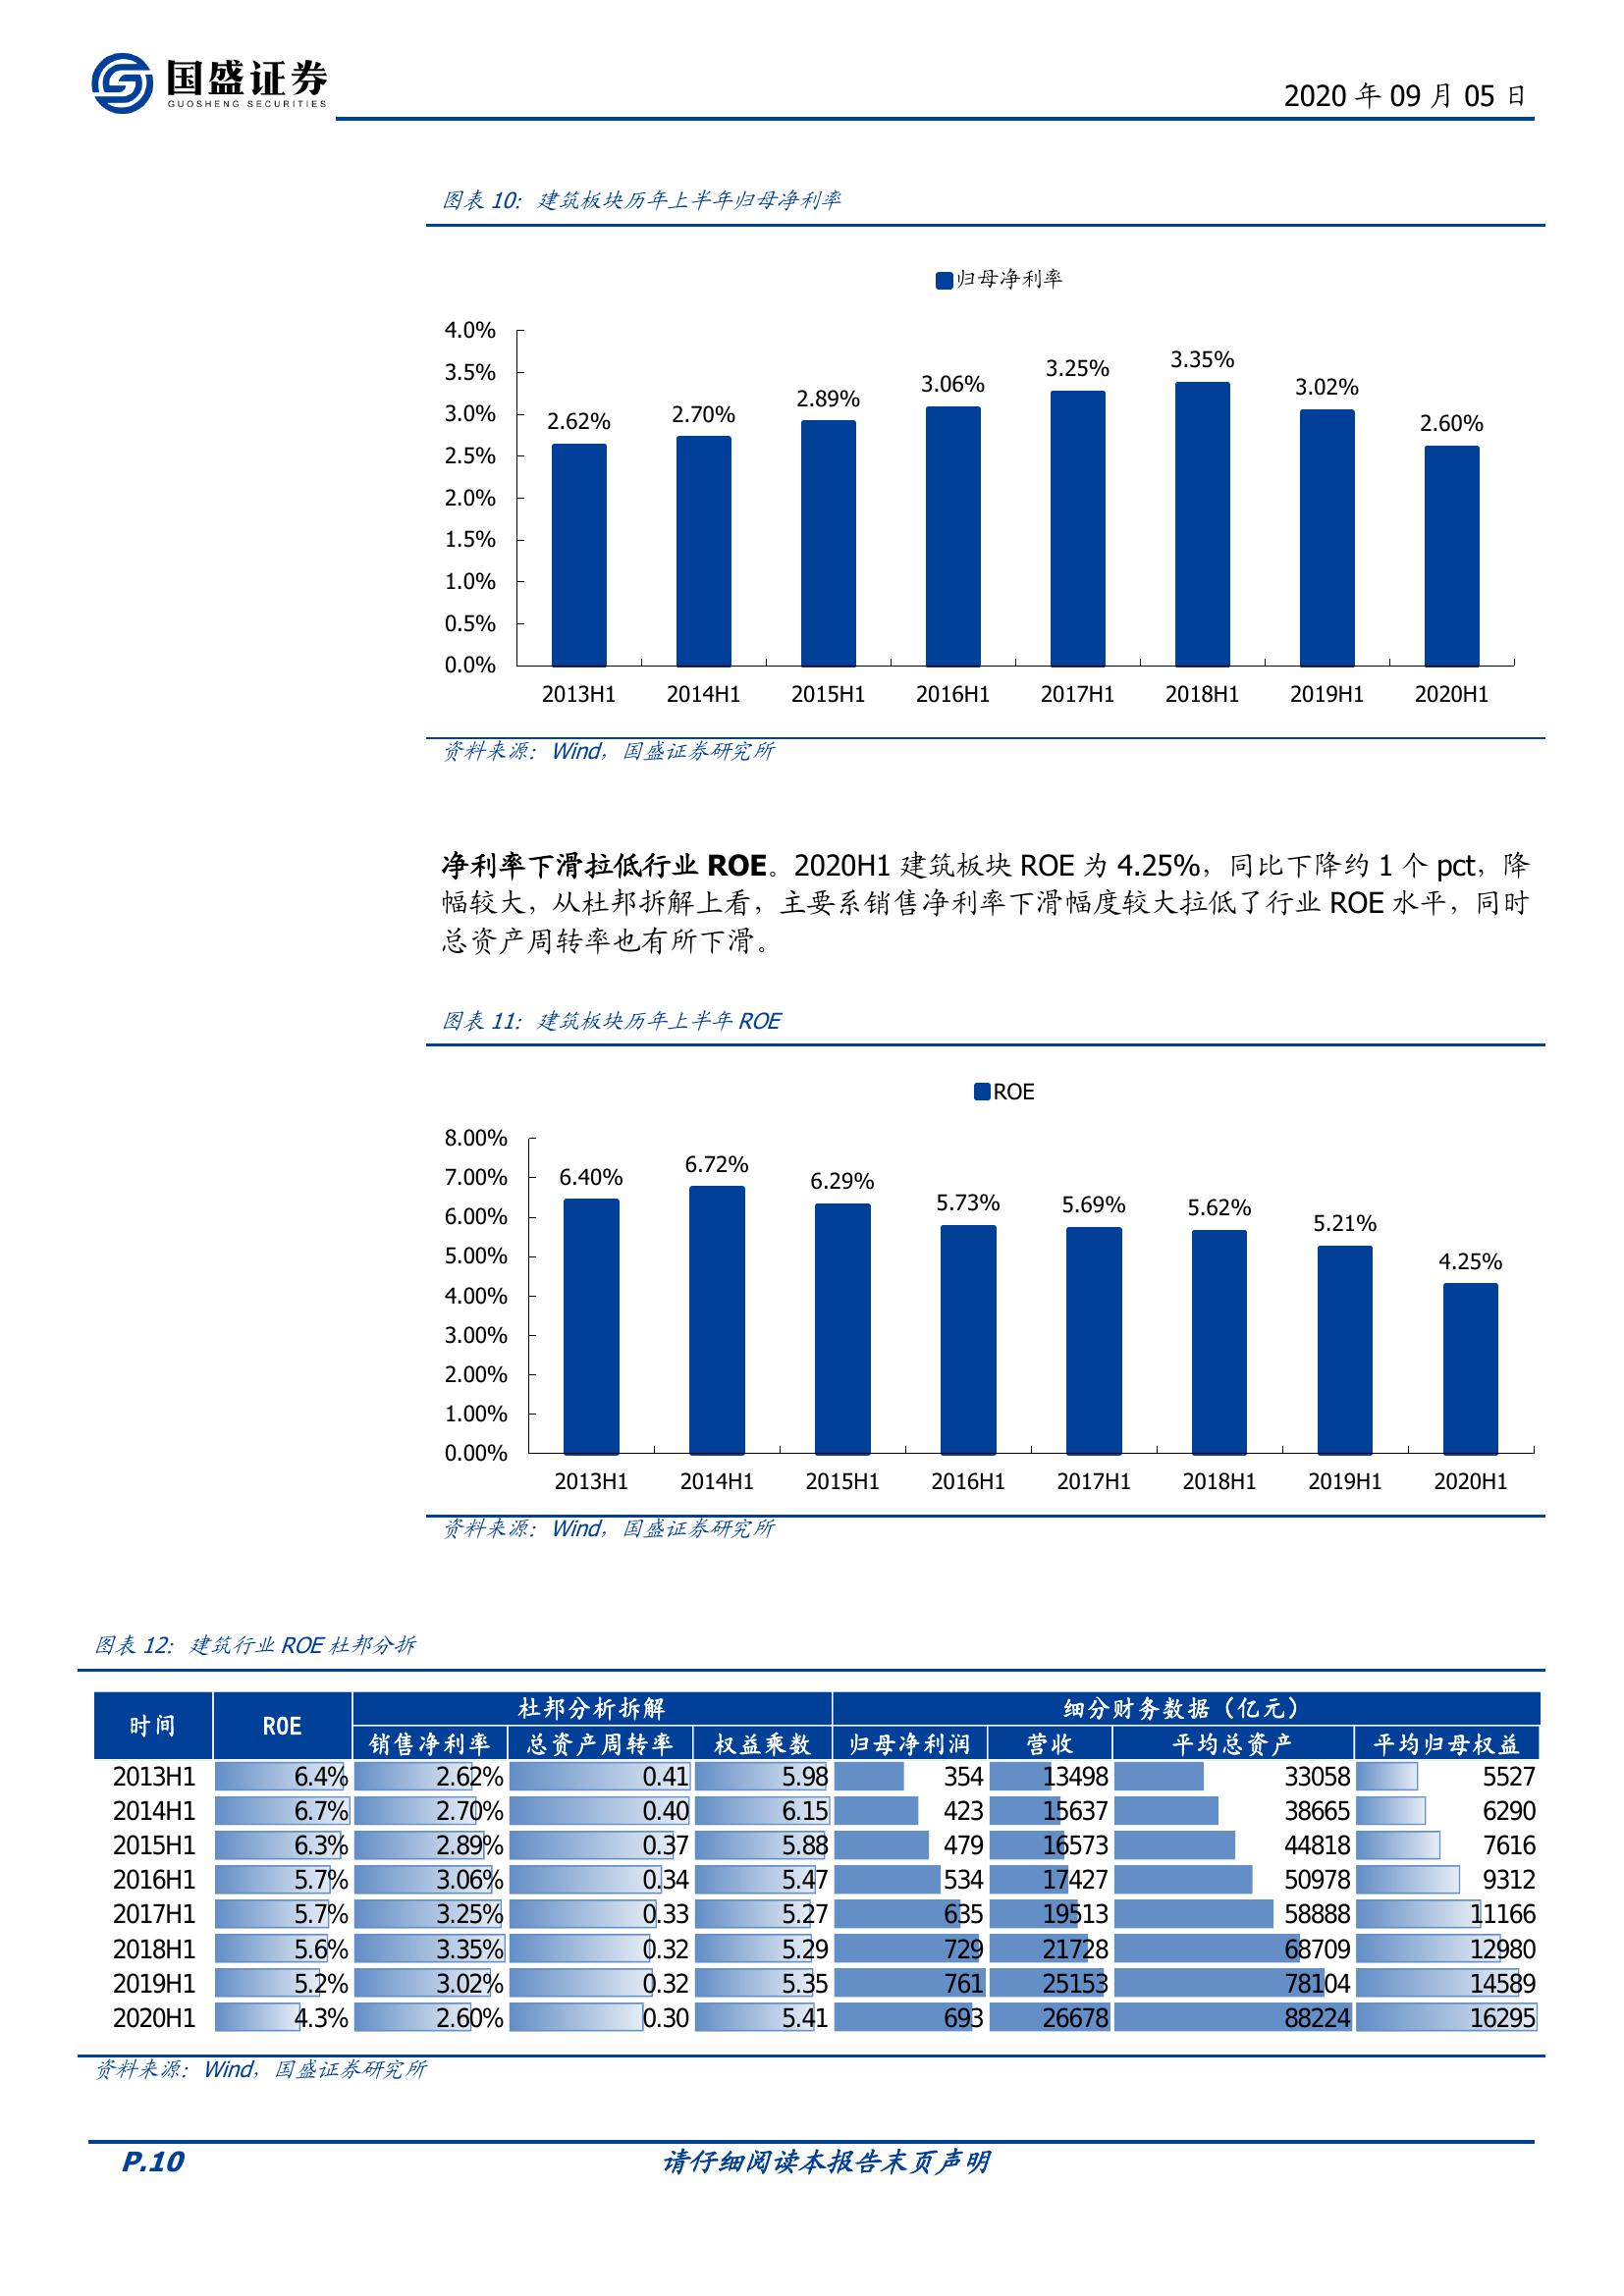 国盛证券
GUOSHENG SECURITIES
2020 年 09 月 05 日
图表 10：建筑板块历年上半年归母净利率
归母净利率
4.0%
3.5%
3.0%
2.5%
2.0%
1.5%
1.0%
0.5%
0.0%
2.62%
2.70%
2.89%
3.06%
3.25%
3.35%
3.02%
2.60%
2013H1 2014H1 2015H1 2016H1 2017H1 2018H1 2019H1 2020H1
资料来源：Wind，国盛证券研究所
净利率下滑拉低行业 ROE。2020H1 建筑板块 ROE 为 4.25%，同比下降约 1 个 pct，降
幅较大，从杜邦拆解上看，主要系销售净利率下滑幅度较大拉低了行业 ROE 水平，同时
总资产周转率也有所下滑。
图表 11：建筑板块历年上半年 ROE
ROE
8.00%
7.00%
6.00%
5.00%
4.00%
3.00%
2.00%
1.00%
0.00%
6.40%
6.72%
6.29%
5.73%
5.69%
5.62%
5.21%
4.25%
2013H1 2014H1 2015H1 2016H1 2017H1 2018H1 2019H1 2020H1
资料来源：Wind，国盛证券研究所
图表 12：建筑行业 ROE 杜邦分拆
时间 ROE 杜邦分析拆解 细分财务数据（亿元）
销售净利率 总资产周转率 权益乘数 归母净利润 营收 平均总资产 平均归母权益
2013H1 6.4% 2.62% 0.41 5.98 354 13498 33058 5527
2014H1 6.7% 2.70% 0.40 6.15 423 15637 38665 6290
2015H1 6.3% 2.89% 0.37 5.88 479 16573 44818 7616
2016H1 5.7% 3.06% 0.34 5.47 534 17427 50978 9312
2017H1 5.7% 3.25% 0.33 5.27 635 19513 58888 11166
2018H1 5.6% 3.35% 0.32 5.29 729 21728 68709 12980
2019H1 5.2% 3.02% 0.32 5.35 761 25153 78104 14589
2020H1 4.3% 2.60% 0.30 5.41 693 26678 88224 16295
资料来源：Wind，国盛证券研究所
P.10 请仔细阅读本报告末页声明